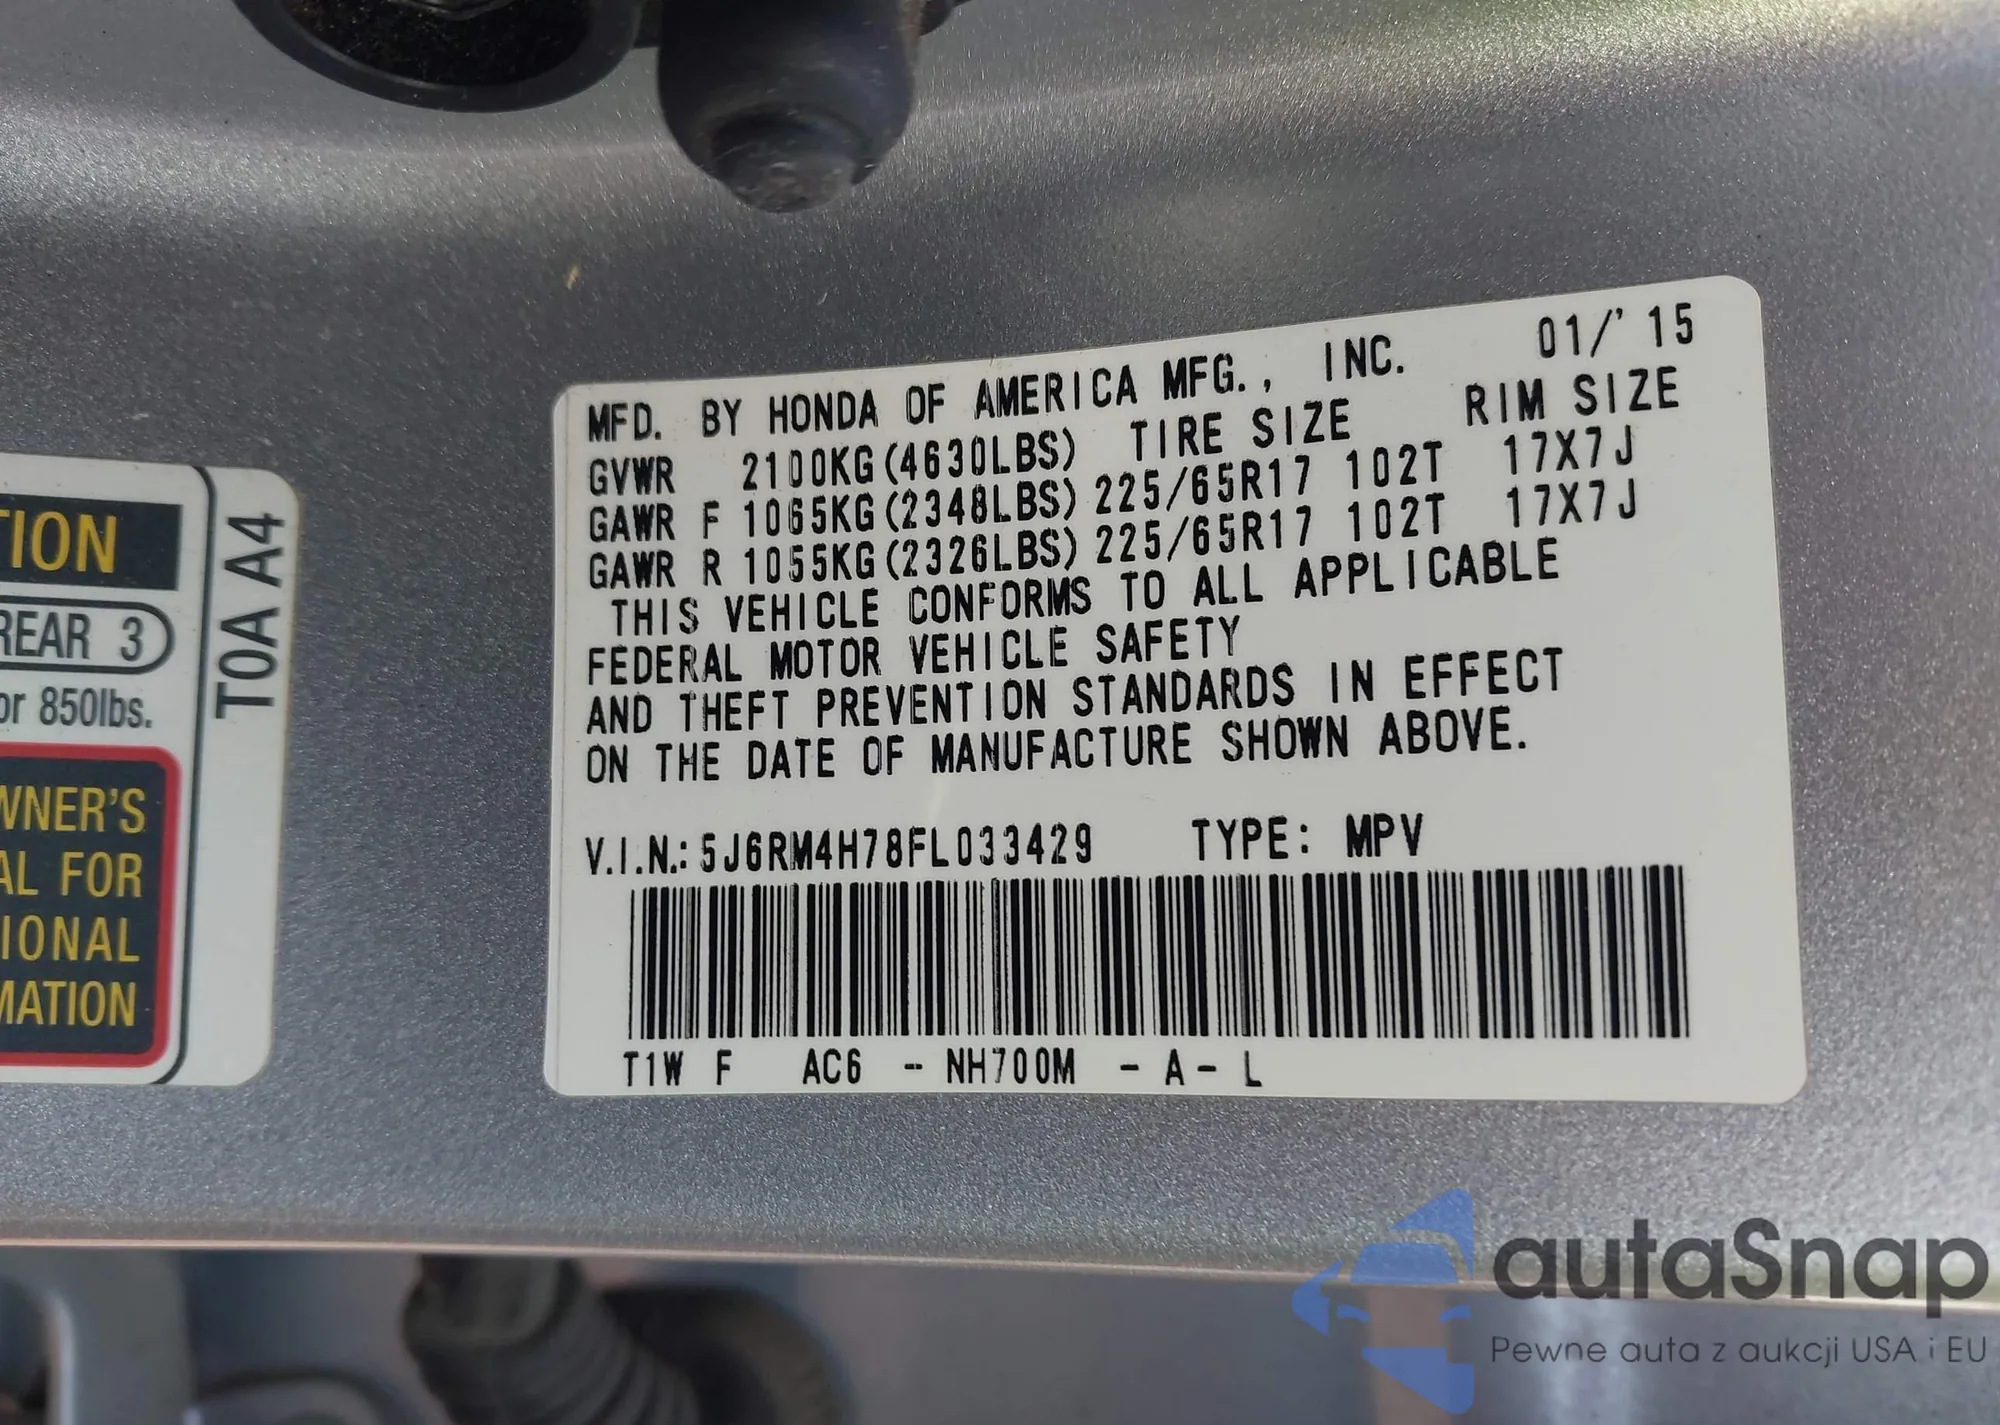 MFD. BY HONDA OF AMERICA MFG., INC. 01/'15
GVWR 2100KG(4630LBS) TIRE SIZE RIM SIZE
GAWR F 1065KG(2348LBS) 225/65R17 102T 17X7J
GAWR R 1055KG(2326LBS) 225/65R17 102T 17X7J
THIS VEHICLE CONFORMS TO ALL APPLICABLE
FEDERAL MOTOR VEHICLE SAFETY
AND THEFT PREVENTION STANDARDS IN EFFECT
ON THE DATE OF MANUFACTURE SHOWN ABOVE.
V.I.N.: 5J6RM4H78FL033429 TYPE: MPV
T1W F AC6 -- NH700M - A - L
TION
REAR 3
or 850lbs.
WNER'S
AL FOR
IONAL
MATION
T0A A4
autaSnap
Pewne auta z aukcji USA i EU